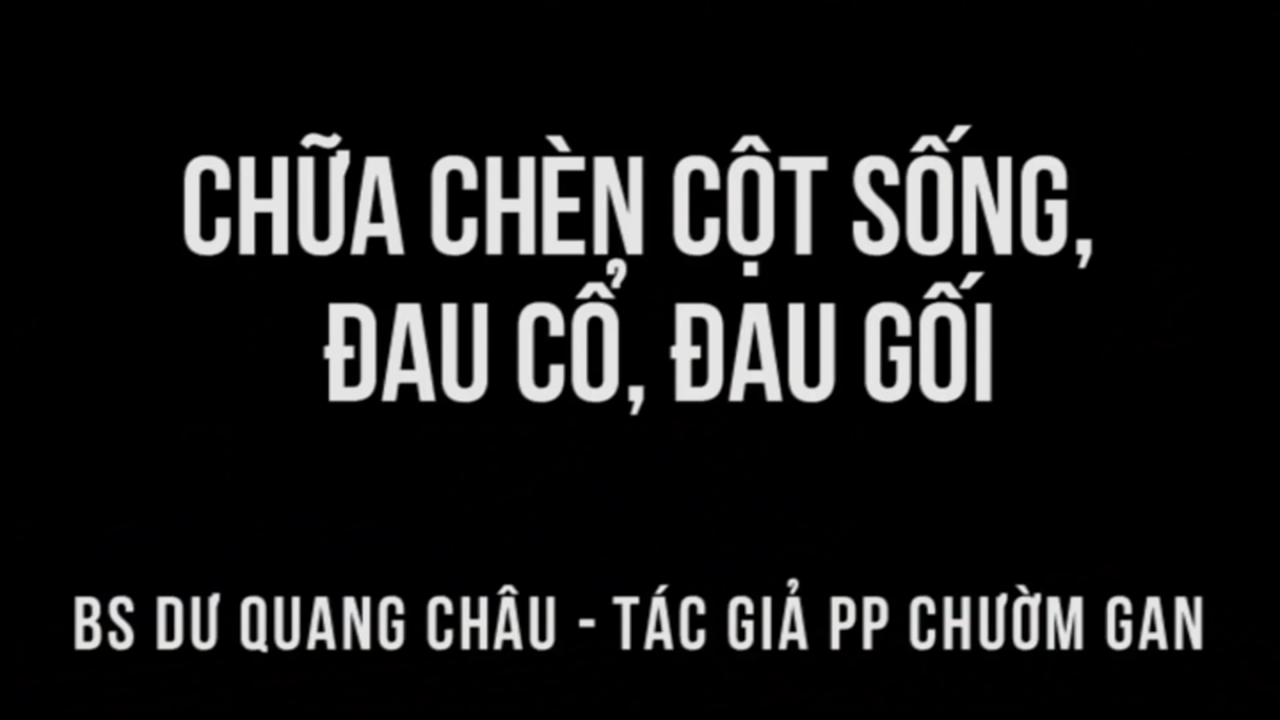 CHỮA CHÈN CỘT SỐNG,
ĐAU CỔ, ĐAU GỐI
BS DƯ QUANG CHÂU - TÁC GIẢ PP CHƯỜM GAN